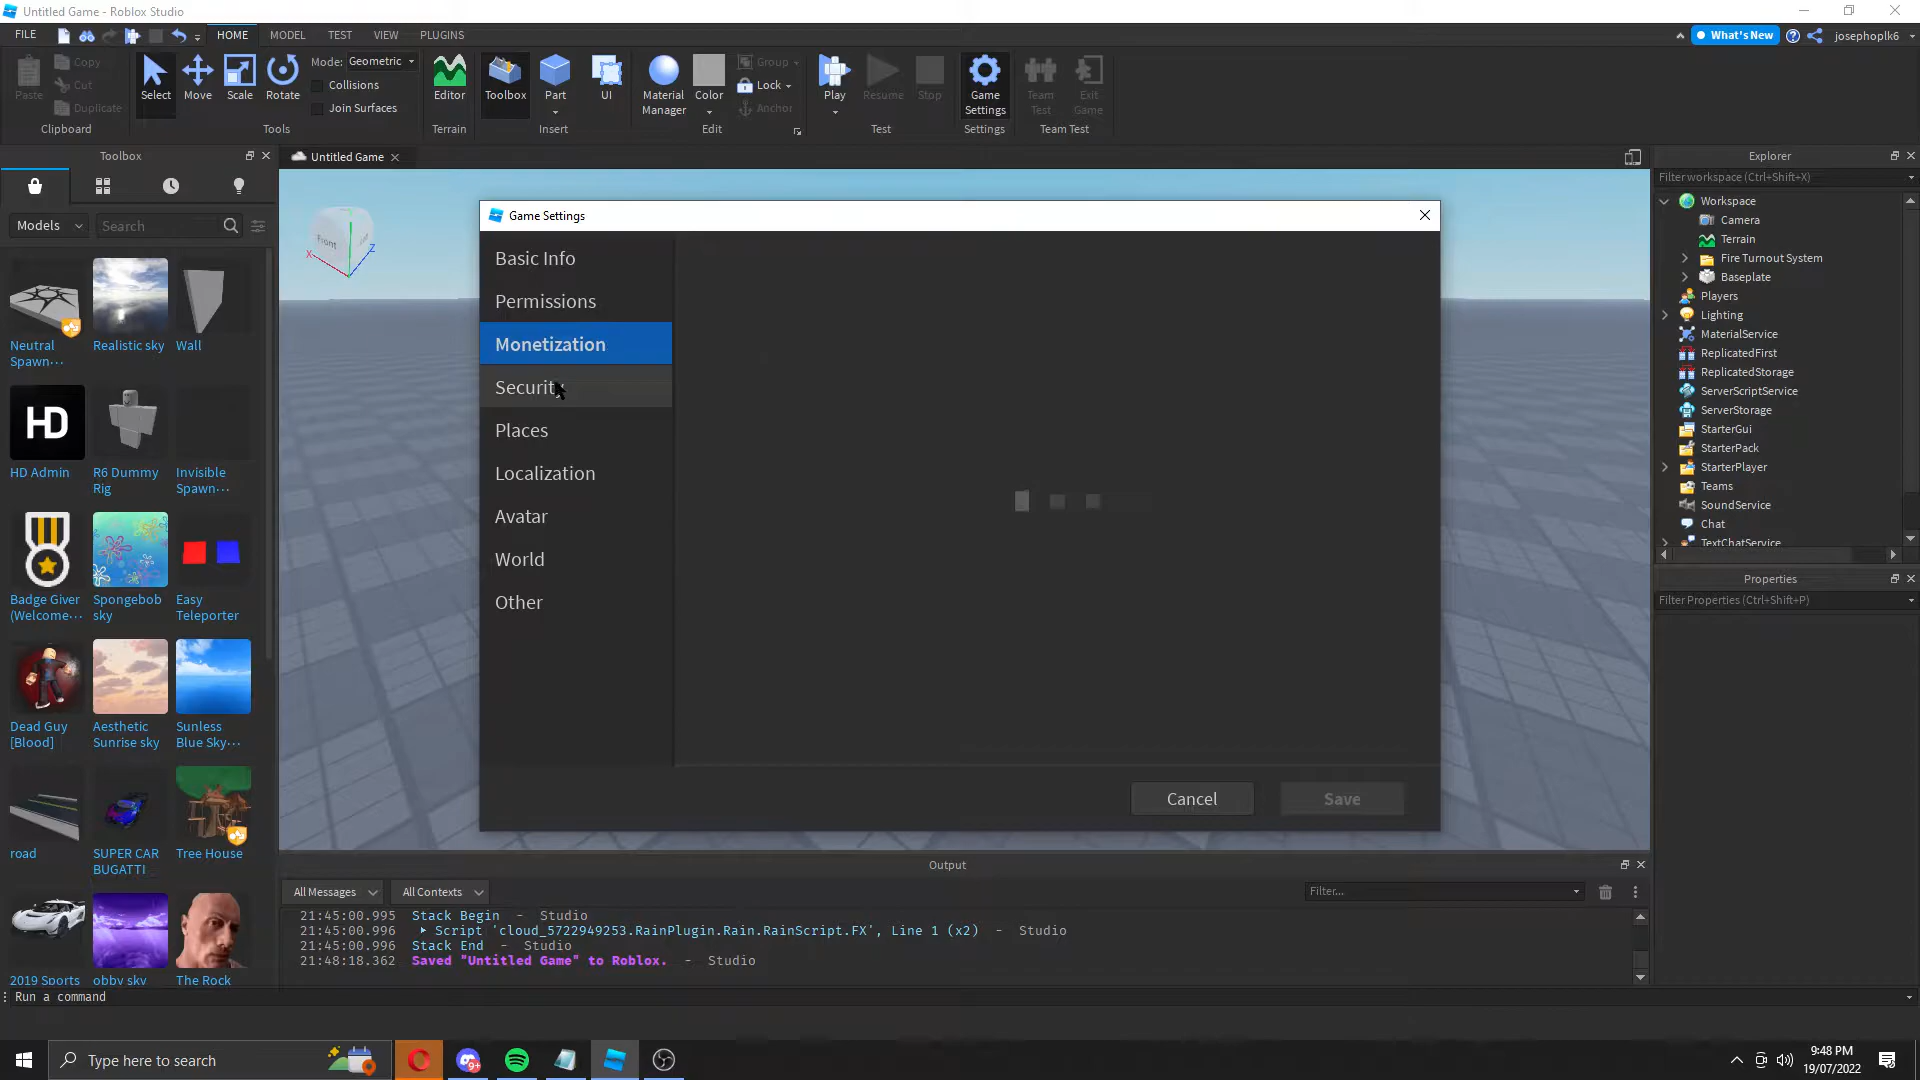 Untitled Game - Roblox Studio
FILE HOME MODEL TEST VIEW PLUGINS What's New josephoplk6
Paste Copy Cut Duplicate Clipboard
Select Move Scale Rotate Mode: Geometric Collisions Join Surfaces Tools
Editor Terrain
Toolbox Part UI Insert
Material Manager Color Group Lock Anchor Edit
Play Resume Stop Test
Game Settings Settings
Team Test Exit Game Team Test
Toolbox
Models Search
Neutral Spawn...
Realistic sky
Wall
HD
HD Admin
R6 Dummy Rig
Invisible Spawn...
Badge Giver (Welcome...
Spongebob sky
Easy Teleporter
Dead Guy [Blood]
Aesthetic Sunrise sky
Sunless Blue Sky...
road
SUPER CAR BUGATTI
Tree House
2019 Sports
obby sky
The Rock
Untitled Game
Front
X
Z
Game Settings
Basic Info
Permissions
Monetization
Security
Places
Localization
Avatar
World
Other
Cancel Save
Output
All Messages All Contexts Filter...
21:45:00.995 Stack Begin - Studio
21:45:00.996 Script 'cloud_5722949253.RainPlugin.Rain.RainScript.FX', Line 1 (x2) - Studio
21:45:00.996 Stack End - Studio
21:48:18.362 Saved "Untitled Game" to Roblox. - Studio
Explorer
Filter workspace (Ctrl+Shift+X)
Workspace
Camera
Terrain
Fire Turnout System
Baseplate
Players
Lighting
MaterialService
ReplicatedFirst
ReplicatedStorage
ServerScriptService
ServerStorage
StarterGui
StarterPack
StarterPlayer
Teams
SoundService
Chat
TextChatService
Properties
Filter Properties (Ctrl+Shift+P)
Run a command
Type here to search
9+
9:48 PM
19/07/2022